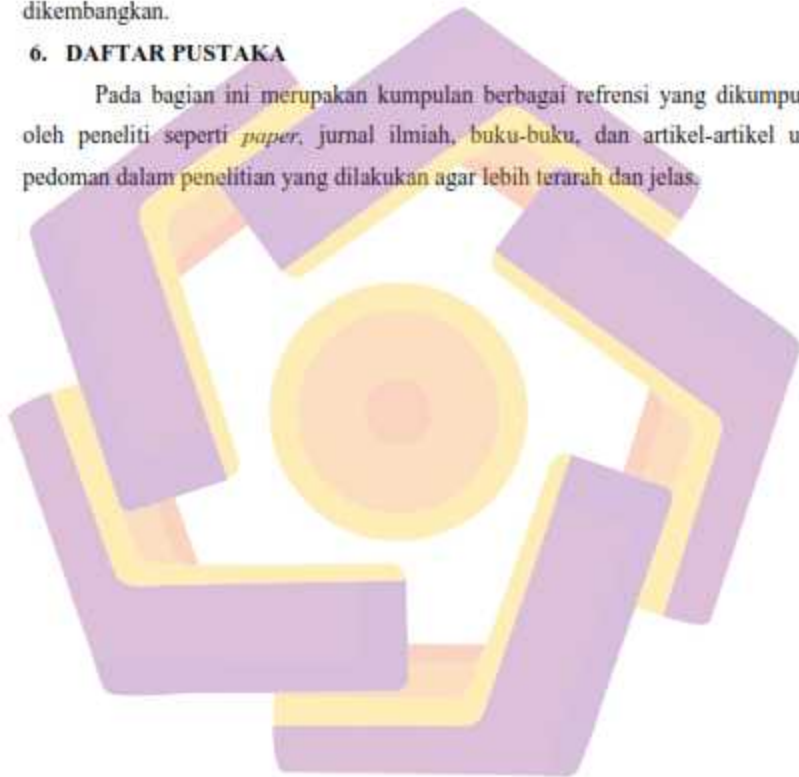 dikembangkan.
6. DAFTAR PUSTAKA
Pada bagian ini merupakan kumpulan berbagai refrensi yang dikumpu
oleh peneliti seperti paper, jurnal ilmiah, buku-buku, dan artikel-artikel u
pedoman dalam penelitian yang dilakukan agar lebih terarah dan jelas.